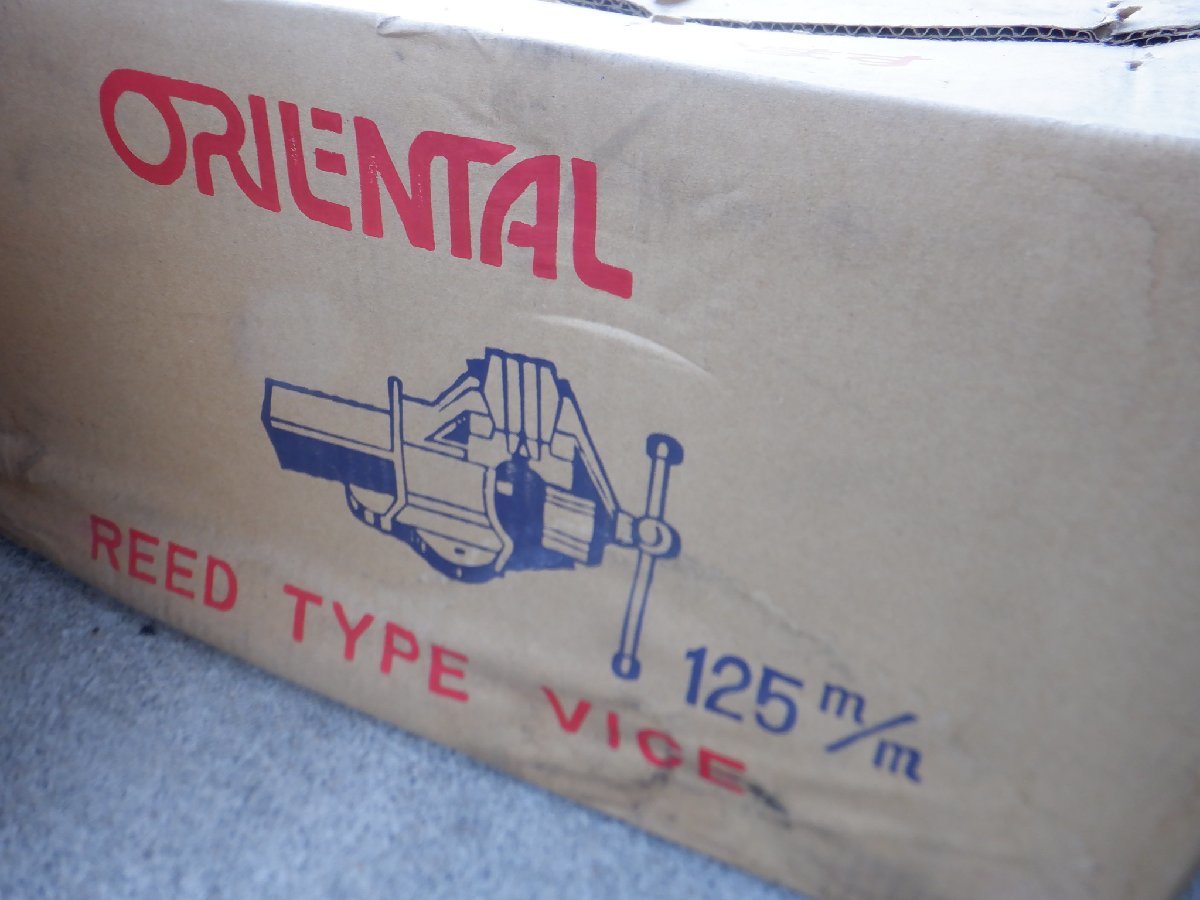 ORIENTAL
REED TYPE VICE
125 m/m